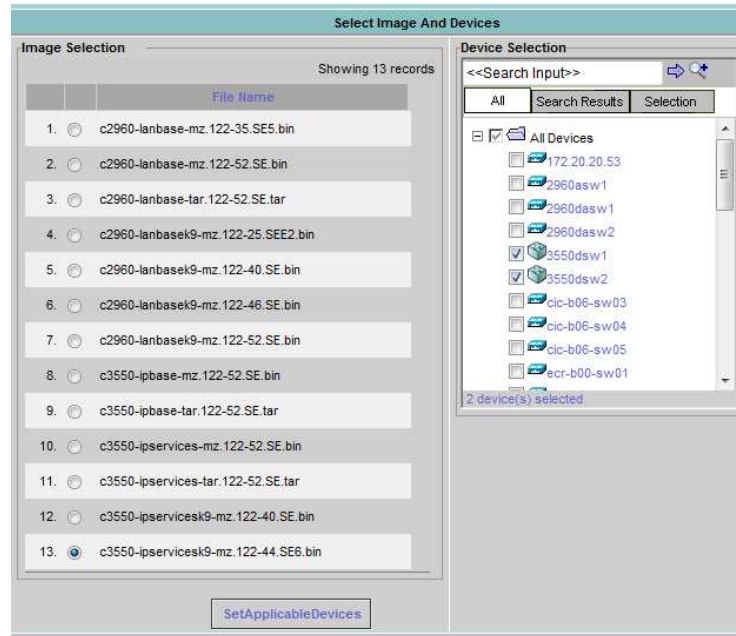 Select Image And Devices
Image Selection
Showing 13 records
File Name
1. c2960-lanbase-mz.122-35.SE5.bin
2. c2960-lanbase-mz.122-52.SE.bin
3. c2960-lanbase-tar.122-52.SE.tar
4. c2960-lanbasek9-mz.122-25.SEE2.bin
5. c2960-lanbasek9-mz.122-40.SE.bin
6. c2960-lanbasek9-mz.122-46.SE.bin
7. c2960-lanbasek9-mz.122-52.SE.bin
8. c3550-ipbase-mz.122-52.SE.bin
9. c3550-ipbase-tar.122-52.SE.tar
10. c3550-ipservices-mz.122-52.SE.bin
11. c3550-ipservices-tar.122-52.SE.tar
12. c3550-ipservicesk9-mz.122-40.SE.bin
13. c3550-ipservicesk9-mz.122-44.SE6.bin
SetApplicableDevices
Device Selection
<<Search Input>>
All Search Results Selection
All Devices
172.20.20.53
2960asw1
2960dasw1
2960dasw2
3550dsw1
3550dsw2
cic-b06-sw03
cic-b06-sw04
cic-b06-sw05
ecr-b00-sw01
2 device(s) selected